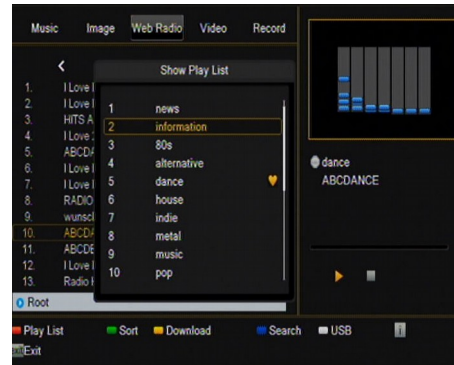 Music Image Web Radio Video Record
Show Play List
1. I Love
2. I Love
3. HITS A
4. I Love
5. ABCD
6. I Love
7. I Love
8. RADIO
9. wunscl
10. ABCD
11. ABCDE
12. I Love
13. Radio
1 news
2 information
3 80s
4 alternative
5 dance
6 house
7 indie
8 metal
9 music
10 pop
dance
ABCDANCE
Root
Play List Sort Download Search USB i
Exit